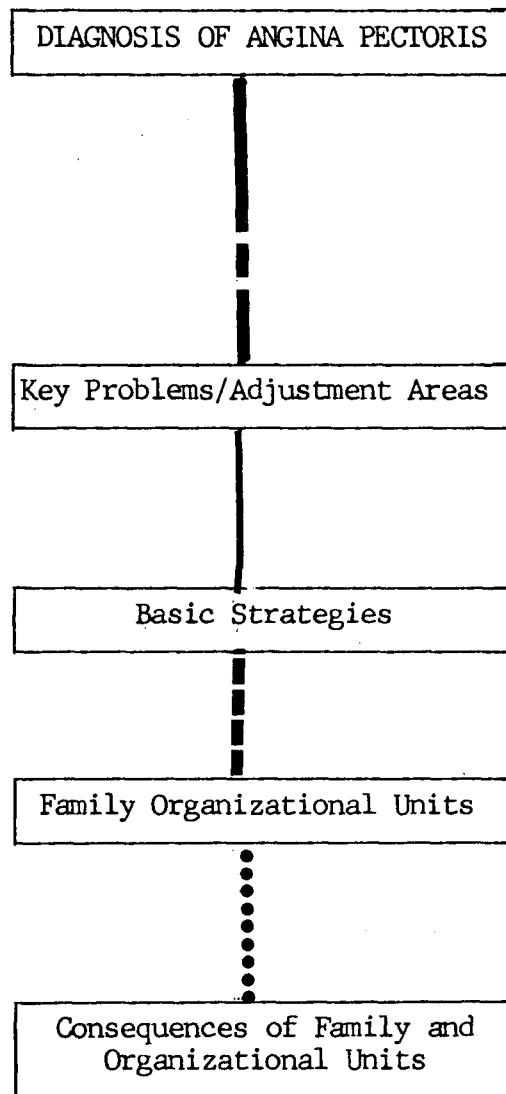 DIAGNOSIS OF ANGINA PECTORIS
Key Problems/Adjustment Areas
Basic Strategies
Family Organizational Units
Consequences of Family and
Organizational Units